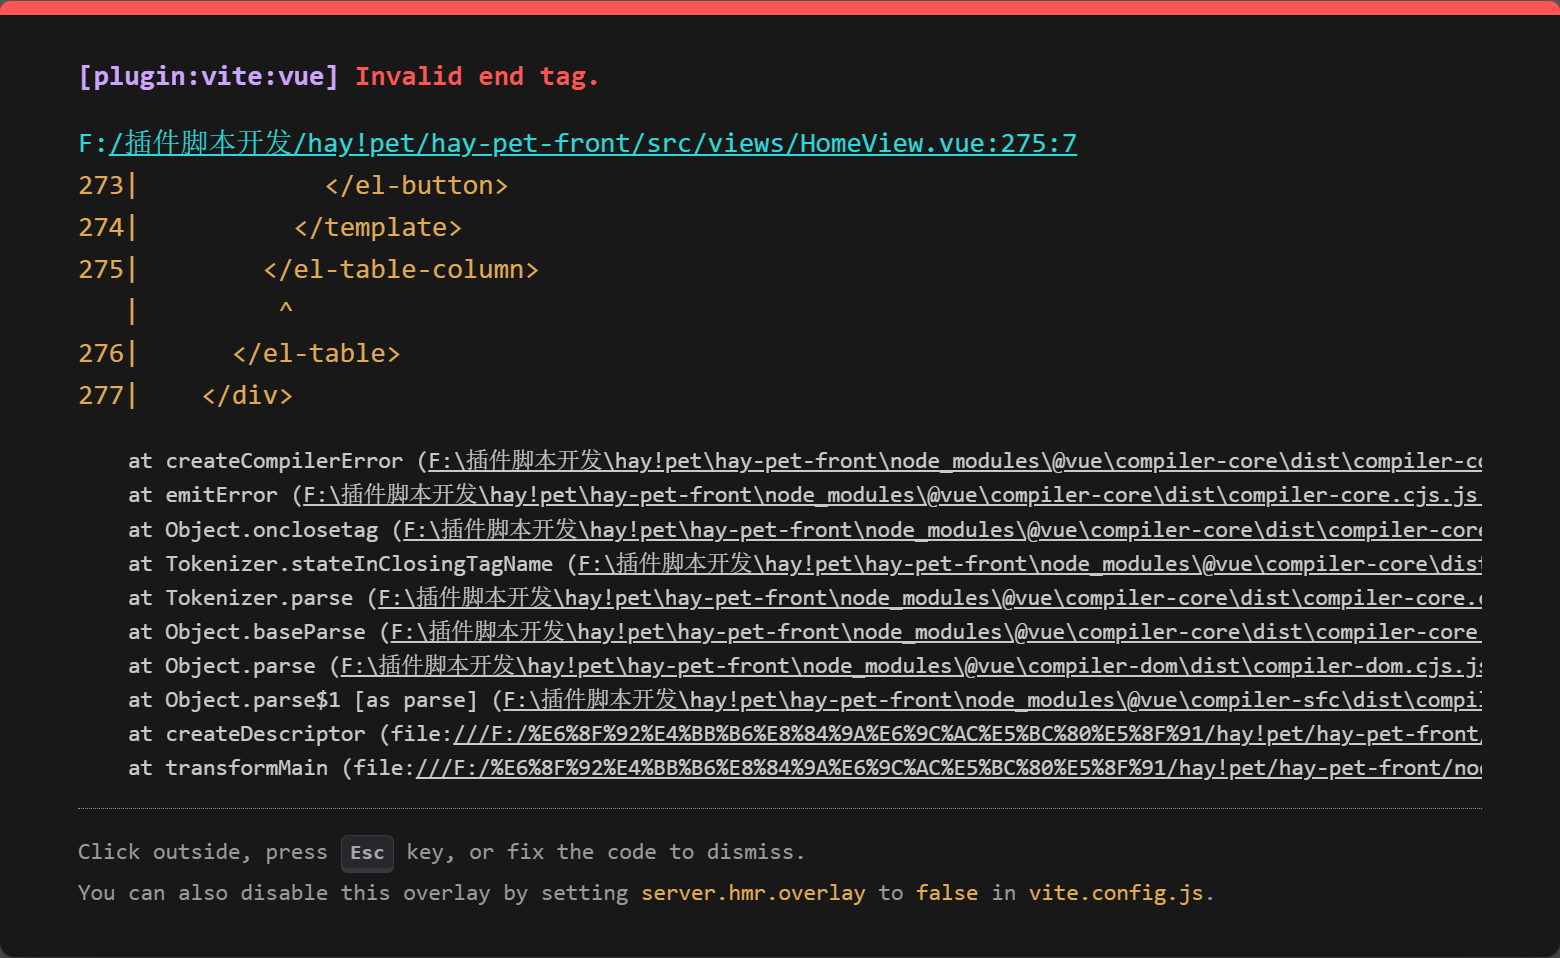 [plugin:vite:vue] Invalid end tag.
F:/插件脚本开发/hay!pet/hay-pet-front/src/views/HomeView.vue:275:7
273|            </el-button>
274|          </template>
275|        </el-table-column>
   |         ^
276|      </el-table>
277|    </div>
at createCompilerError (F:\插件脚本开发\hay!pet\hay-pet-front\node_modules\@vue\compiler-core\dist\compiler-co
at emitError (F:\插件脚本开发\hay!pet\hay-pet-front\node_modules\@vue\compiler-core\dist\compiler-core.cjs.js
at Object.onclosetag (F:\插件脚本开发\hay!pet\hay-pet-front\node_modules\@vue\compiler-core\dist\compiler-core
at Tokenizer.stateInClosingTagName (F:\插件脚本开发\hay!pet\hay-pet-front\node_modules\@vue\compiler-core\dist
at Tokenizer.parse (F:\插件脚本开发\hay!pet\hay-pet-front\node_modules\@vue\compiler-core\dist\compiler-core.c
at Object.baseParse (F:\插件脚本开发\hay!pet\hay-pet-front\node_modules\@vue\compiler-core\dist\compiler-core
at Object.parse (F:\插件脚本开发\hay!pet\hay-pet-front\node_modules\@vue\compiler-dom\dist\compiler-dom.cjs.js
at Object.parse$1 [as parse] (F:\插件脚本开发\hay!pet\hay-pet-front\node_modules\@vue\compiler-sfc\dist\compil
at createDescriptor (file:///F:/%E6%8F%92%E4%BB%B6%E8%84%9A%E6%9C%AC%E5%BC%80%E5%8F%91/hay!pet/hay-pet-front/
at transformMain (file:///F:/%E6%8F%92%E4%BB%B6%E8%84%9A%E6%9C%AC%E5%BC%80%E5%8F%91/hay!pet/hay-pet-front/nod
Click outside, press Esc key, or fix the code to dismiss.
You can also disable this overlay by setting server.hmr.overlay to false in vite.config.js.